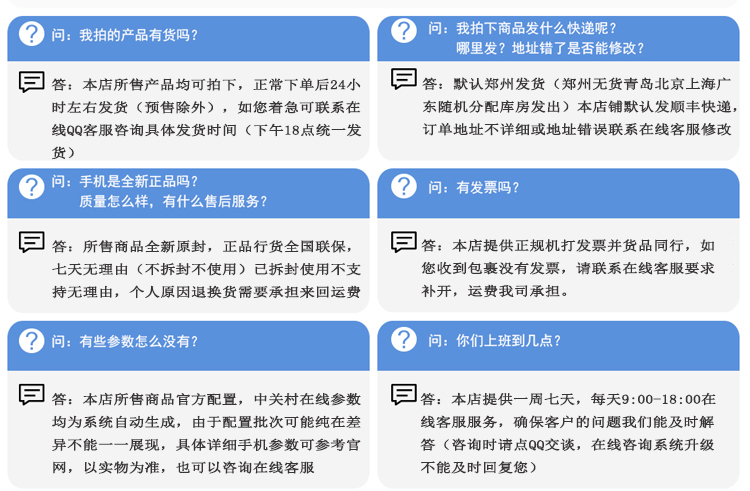 问：我拍的产品有货吗？
答：本店所售产品均可拍下，正常下单后24小
时左右发货（预售除外），如您着急可联系在
线QQ客服咨询具体发货时间（下午18点统一发
货）
问：我拍下商品发什么快递呢？
哪里发？地址错了是否能修改？
答：默认郑州发货（郑州无货青岛北京上海广
东随机分配库房发出）本店铺默认发顺丰快递，
订单地址不详细或地址错误联系在线客服修改
问：手机是全新正品吗？
质量怎么样，有什么售后服务？
答：所售商品全新原封，正品行货全国联保，
七天无理由（不拆封不使用）已拆封使用不支
持无理由，个人原因退换货需要承担来回运费
问：有发票吗？
答：本店提供正规机打发票并货品同行，如
您收到包裹没有发票，请联系在线客服要求
补开，运费我司承担。
问：有些参数怎么没有？
答：本店所售商品官方配置，中关村在线参数
均为系统自动生成，由于配置批次可能纯在差
异不能一一展现，具体详细手机参数可参考官
网，以实物为准，也可以咨询在线客服
问：你们上班到几点？
答：本店提供一周七天，每天9:00-18:00在
线客服服务，确保客户的问题我们能及时解
答（咨询时请点QQ交谈，在线咨询系统升级
不能及时回复您）